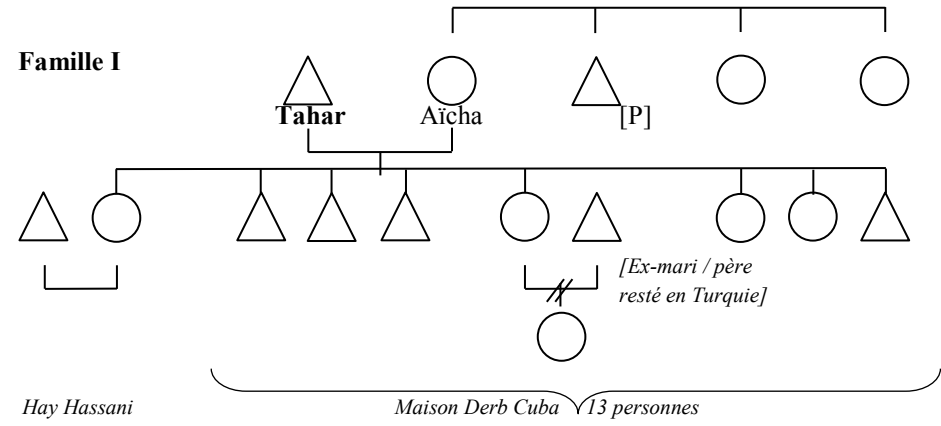 Famille I
Tahar
Aïcha
[P]
[Ex-mari / père
resté en Turquie]
Hay Hassani
Maison Derb Cuba
13 personnes